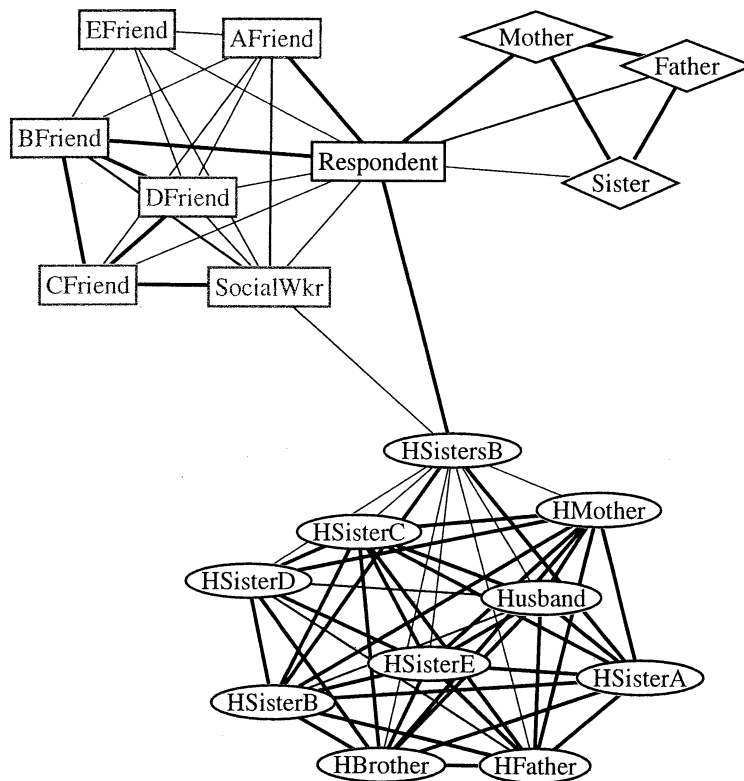 EFriend
AFriend
Mother
Father
BFriend
Respondent
DFriend
Sister
CFriend
SocialWkr
HSistersB
HMother
HSisterC
HSisterD
Husband
HSisterE
HSisterA
HSisterB
HBrother
HFather